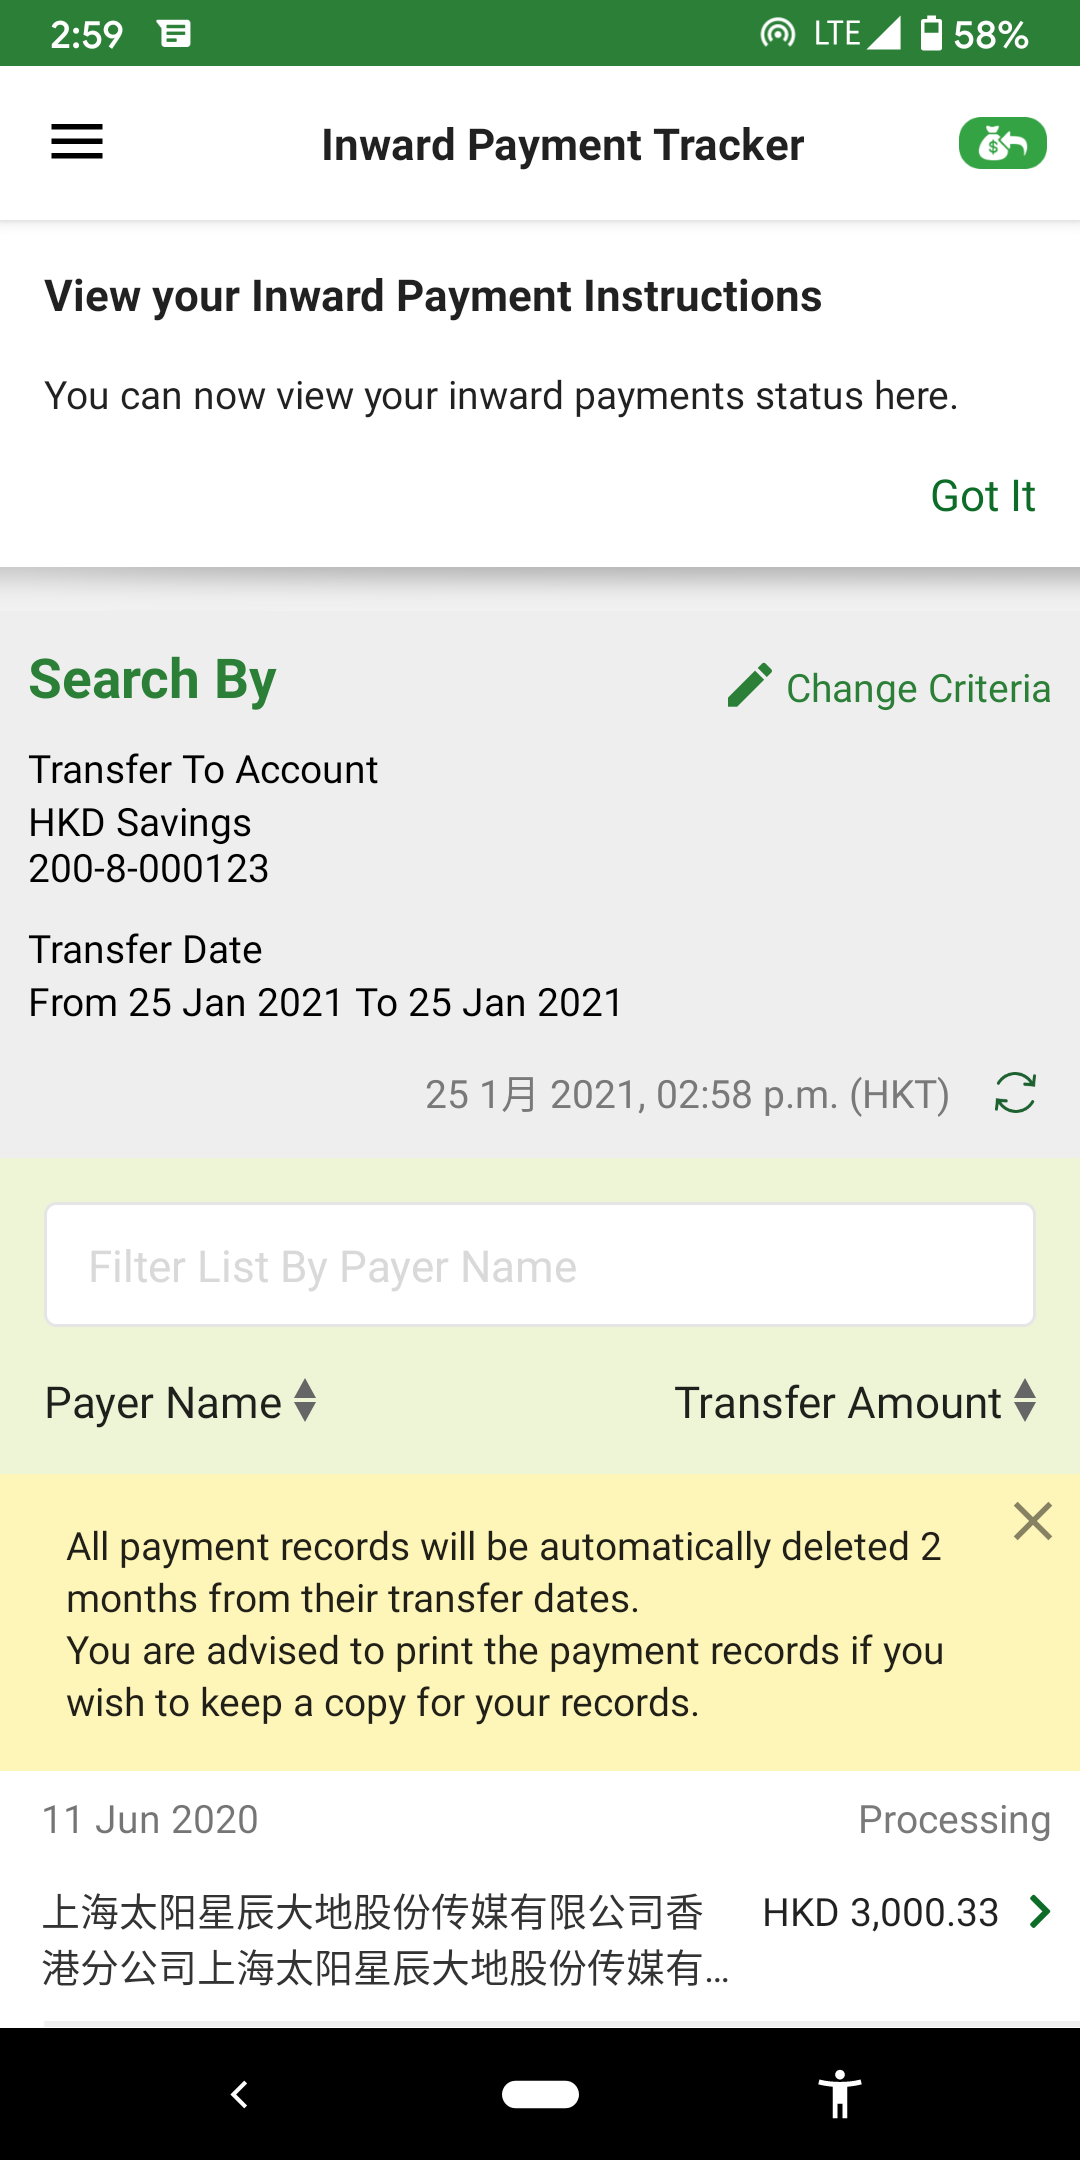 2:59 LTE 58%
Inward Payment Tracker
$
View your Inward Payment Instructions
You can now view your inward payments status here.
Got It
Search By
Change Criteria
Transfer To Account
HKD Savings
200-8-000123
Transfer Date
From 25 Jan 2021 To 25 Jan 2021
25 1月 2021, 02:58 p.m. (HKT)
Filter List By Payer Name
Payer Name Transfer Amount
All payment records will be automatically deleted 2
months from their transfer dates.
You are advised to print the payment records if you
wish to keep a copy for your records.
11 Jun 2020 Processing
上海太阳星辰大地股份传媒有限公司香 HKD 3,000.33
港分公司上海太阳星辰大地股份传媒有...